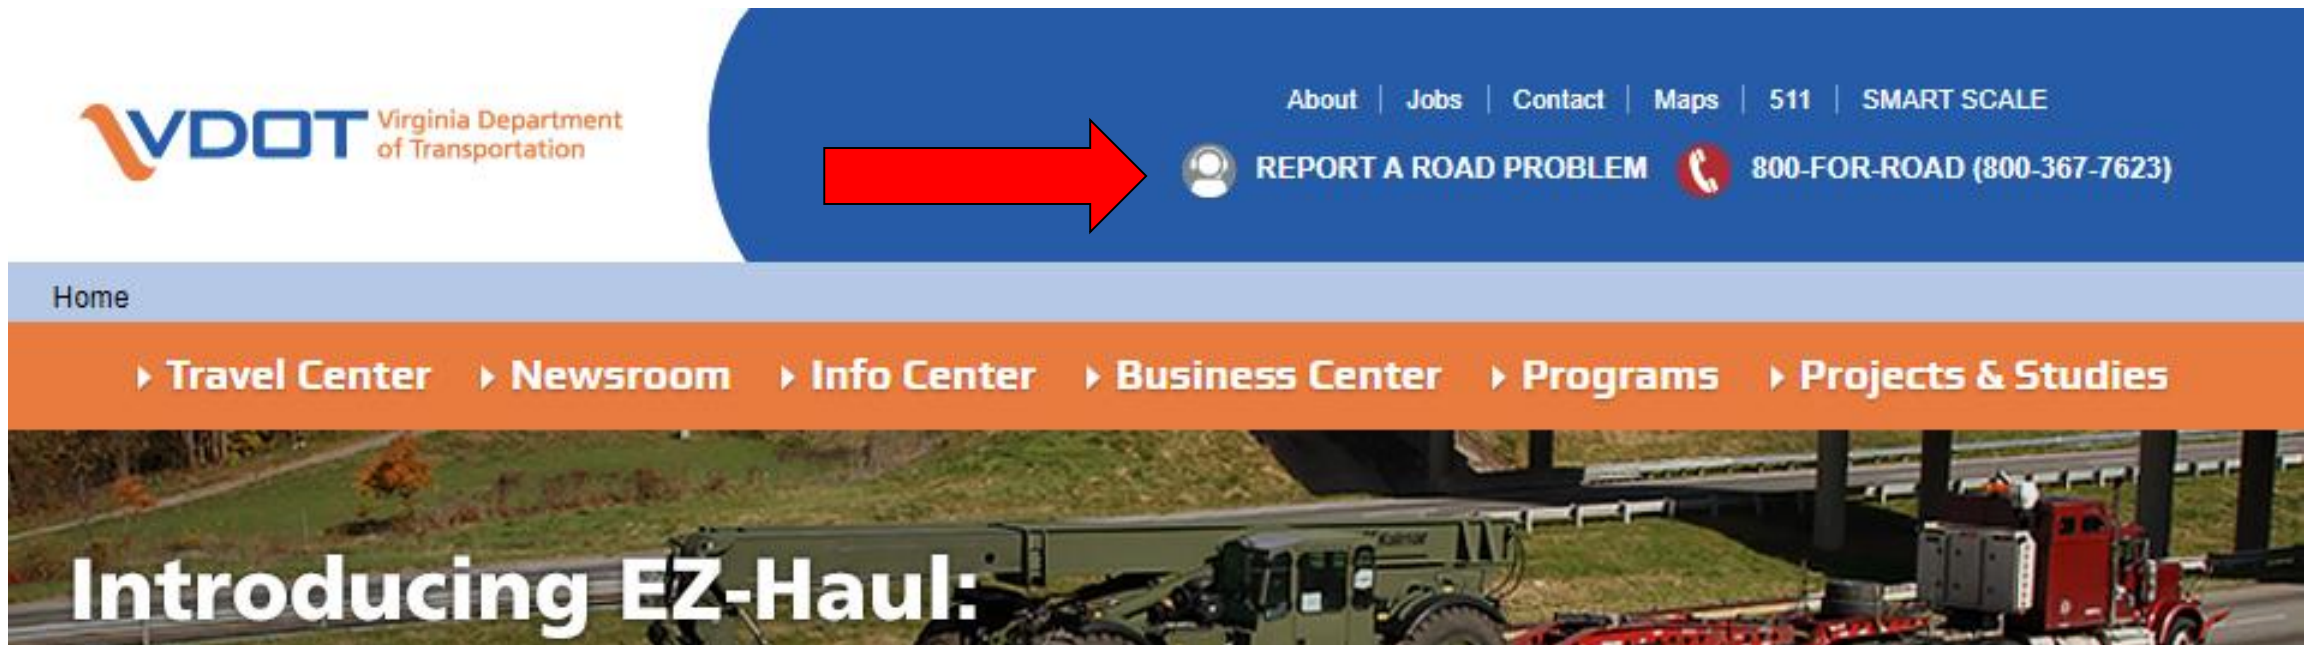 VDOT Virginia Department
of Transportation
About | Jobs | Contact | Maps | 511 | SMART SCALE
REPORT A ROAD PROBLEM 800-FOR-ROAD (800-367-7623)
Home
Travel Center Newsroom Info Center Business Center Programs Projects & Studies
Kalmar
Introducing EZ-Haul: